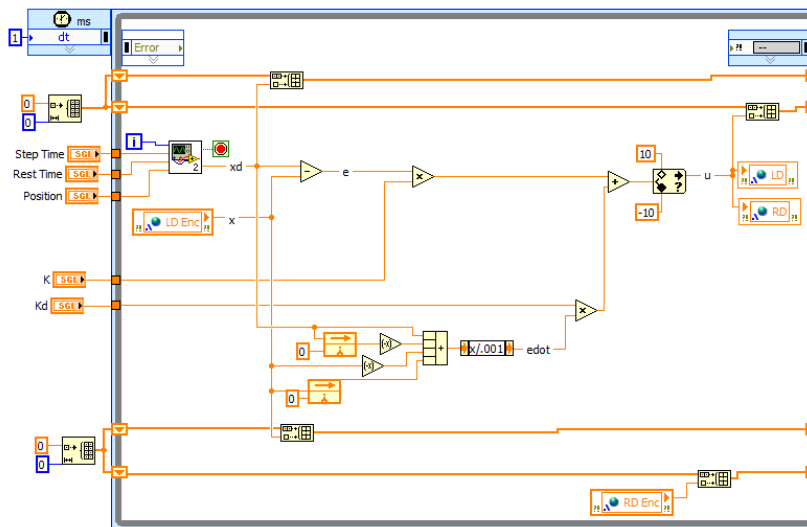 ms
1
dt
Error
?!
--
0
0
Step Time
SGL
Rest Time
SGL
Position
SGL
i
2
xd
-
e
x
LD Enc
?!
?!
x
+
10
-10
?
u
?!
LD
?!
?!
RD
?!
K
SGL
Kd
SGL
x
0
(-x)
(-x)
+
x/.001
edot
0
0
0
?!
RD Enc
?!